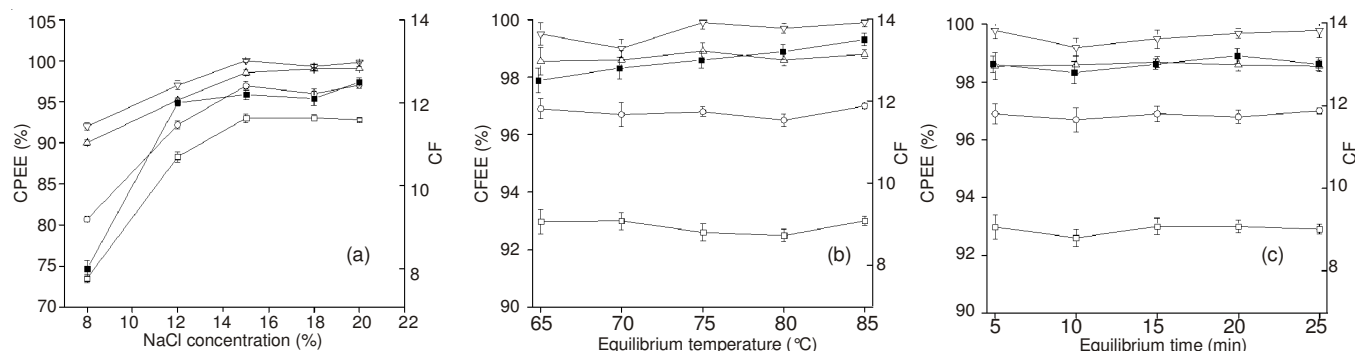 105
100
95
90
85
80
75
70
CPEE (%)
14
12
10
8
CF
(a)
8 10 12 14 16 18 20 22
NaCl concentration (%)
100
98
96
94
92
90
CFEE (%)
14
12
10
8
CF
(b)
65 70 75 80 85
Equilibrium temperature (°C)
100
98
96
94
92
90
CPEE (%)
14
12
10
8
CF
(c)
5 10 15 20 25
Equilibrium time (min)